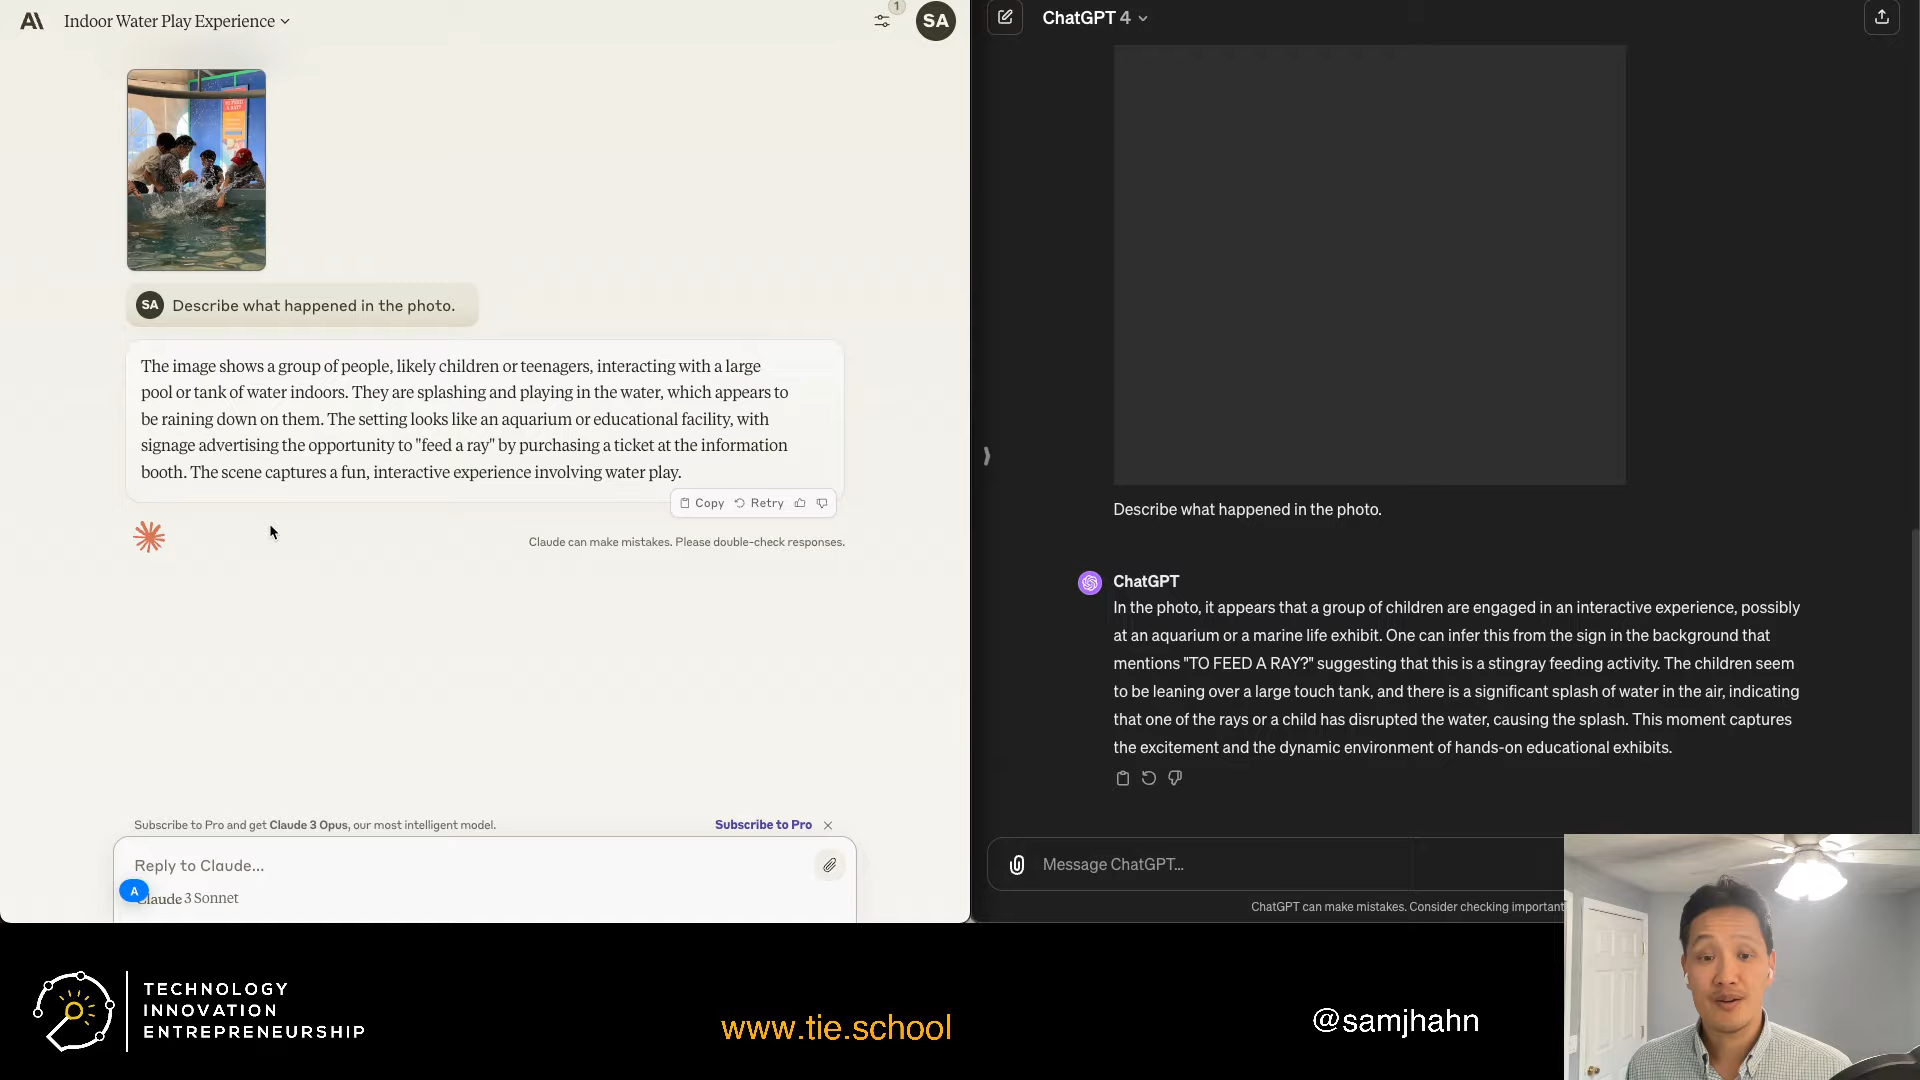 Indoor Water Play Experience
1
SA
TO FEED
A RAY?
SA Describe what happened in the photo.
The image shows a group of people, likely children or teenagers, interacting with a large
pool or tank of water indoors. They are splashing and playing in the water, which appears to
be raining down on them. The setting looks like an aquarium or educational facility, with
signage advertising the opportunity to "feed a ray" by purchasing a ticket at the information
booth. The scene captures a fun, interactive experience involving water play.
Copy Retry
Claude can make mistakes. Please double-check responses.
Subscribe to Pro and get Claude 3 Opus, our most intelligent model.
Subscribe to Pro
Reply to Claude...
A
Claude 3 Sonnet
ChatGPT 4
Describe what happened in the photo.
ChatGPT
In the photo, it appears that a group of children are engaged in an interactive experience, possibly
at an aquarium or a marine life exhibit. One can infer this from the sign in the background that
mentions "TO FEED A RAY?" suggesting that this is a stingray feeding activity. The children seem
to be leaning over a large touch tank, and there is a significant splash of water in the air, indicating
that one of the rays or a child has disrupted the water, causing the splash. This moment captures
the excitement and the dynamic environment of hands-on educational exhibits.
Message ChatGPT...
ChatGPT can make mistakes. Consider checking important
TECHNOLOGY
INNOVATION
ENTREPRENEURSHIP
www.tie.school
@samjhahn